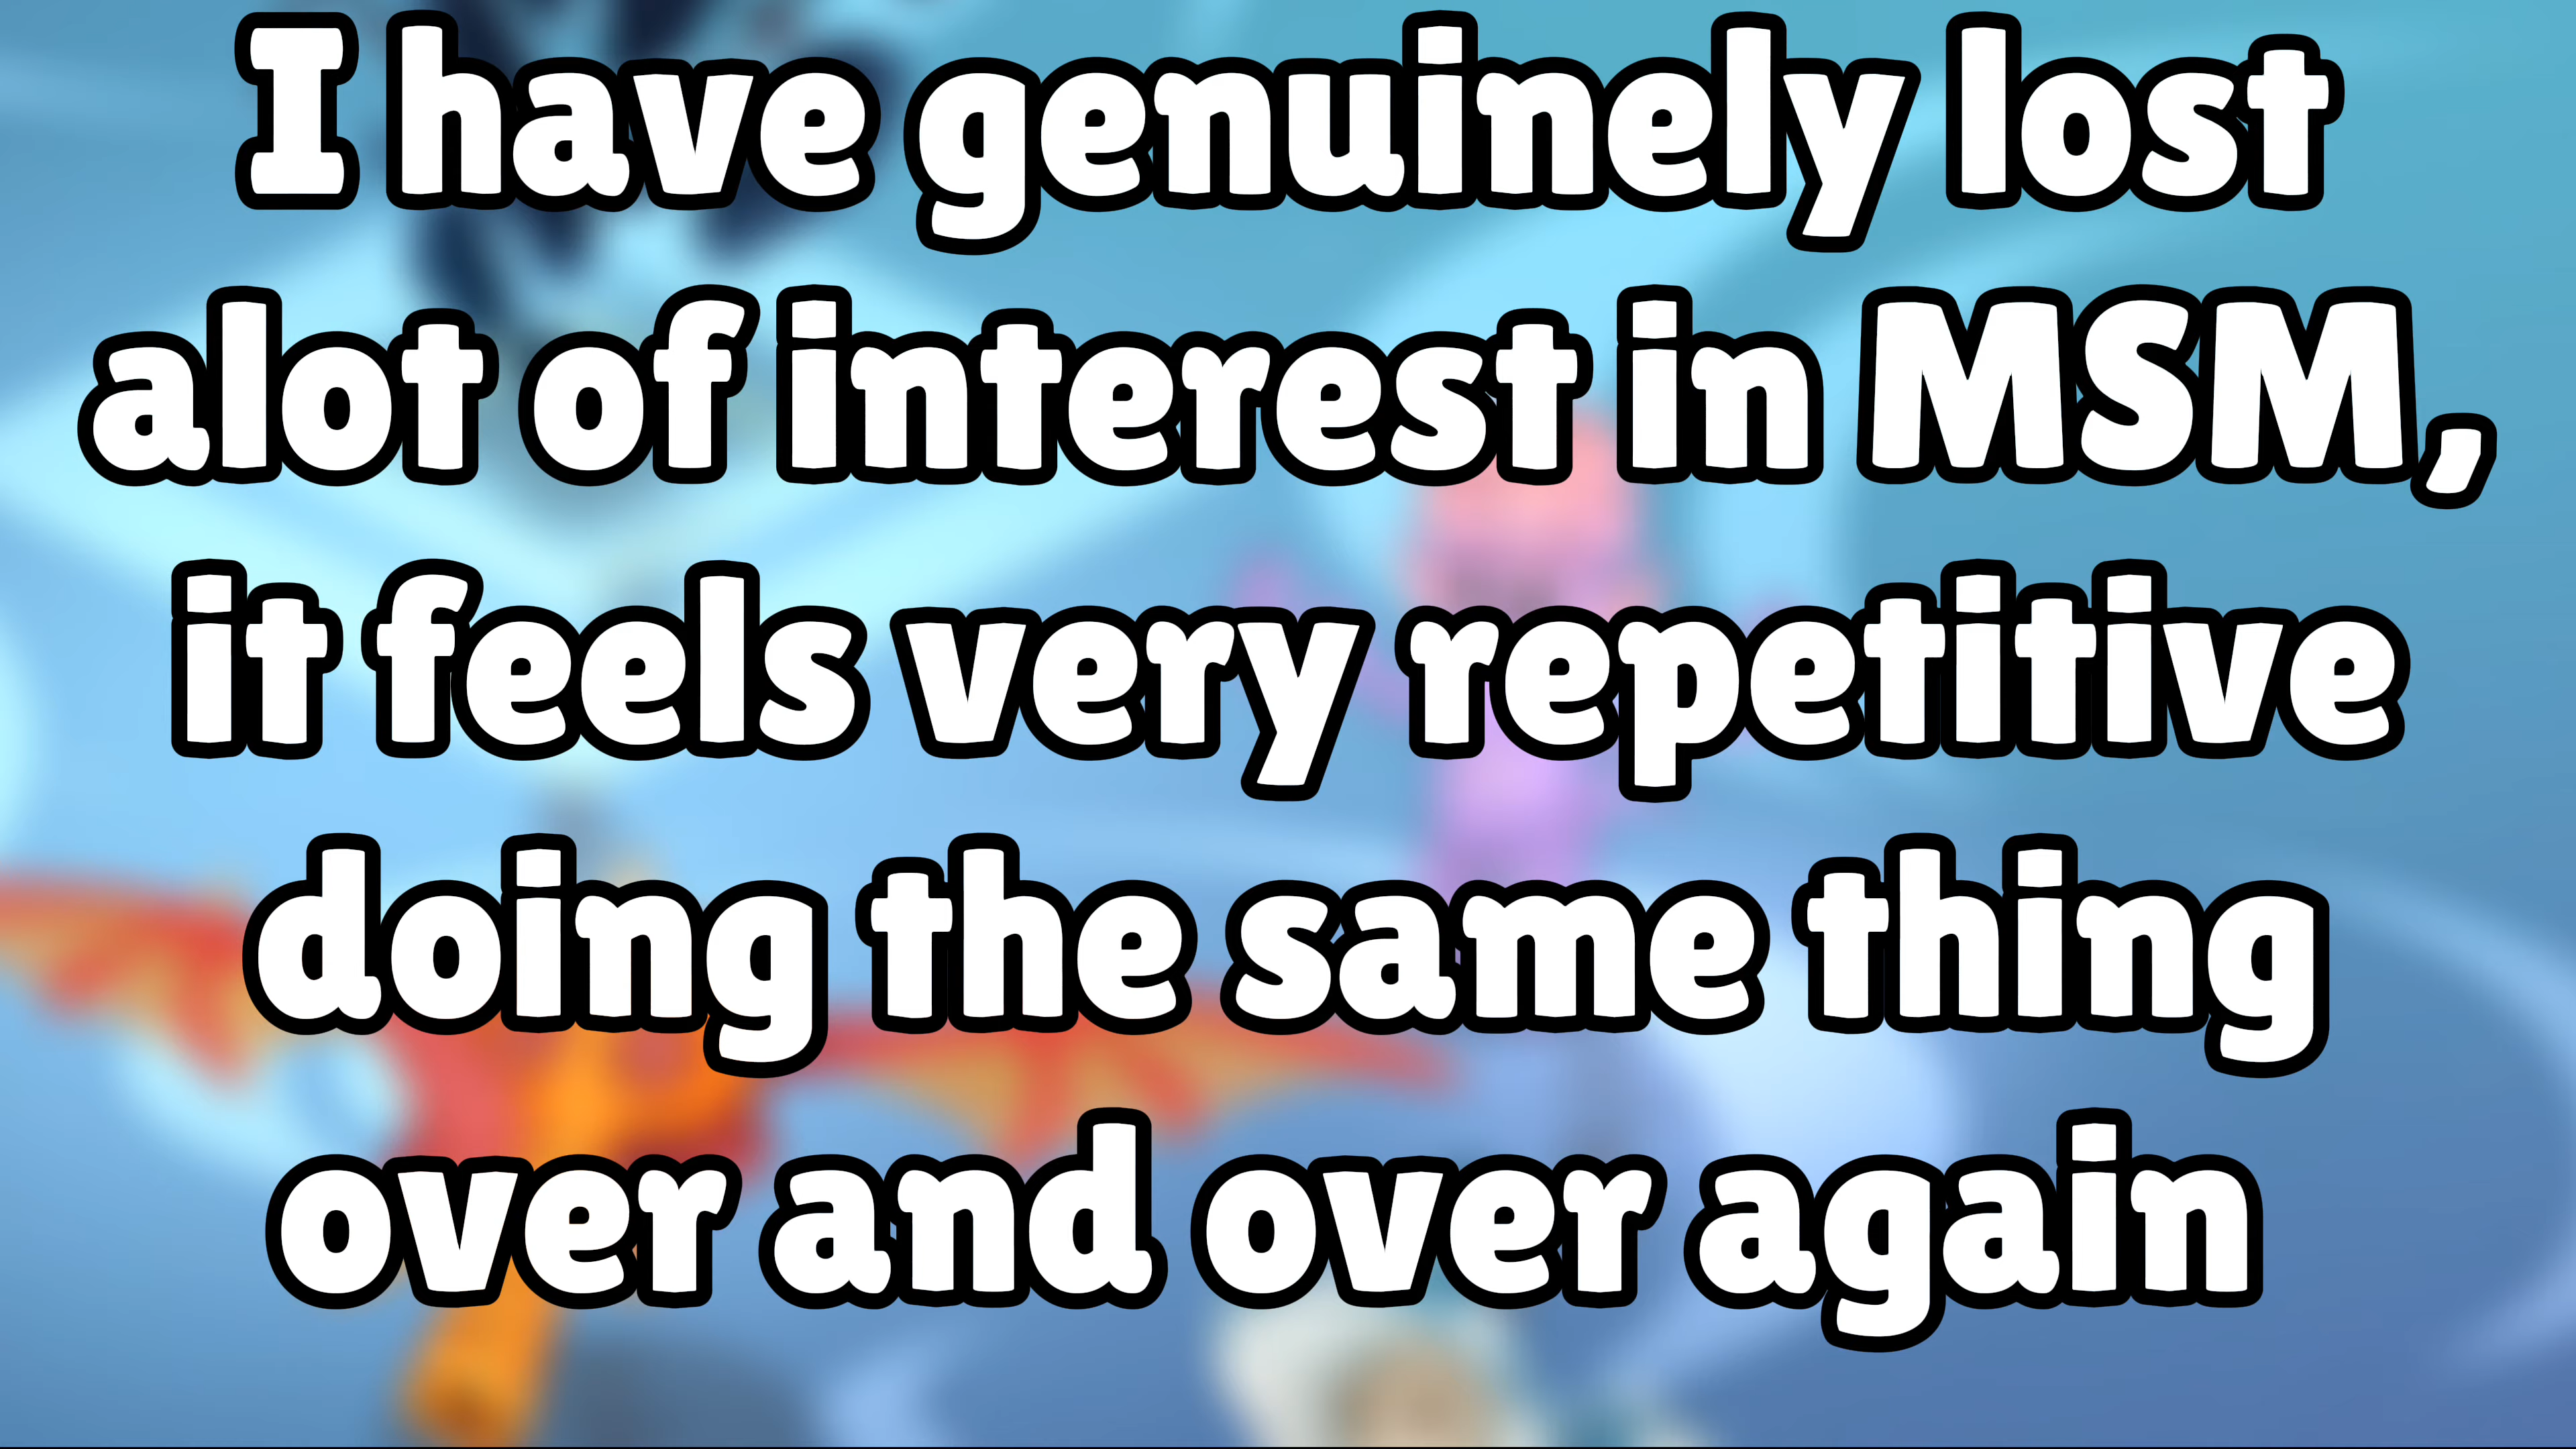 I have genuinely lost
alot of interest in MSM,
it feels very repetitive
doing the same thing
over and over again